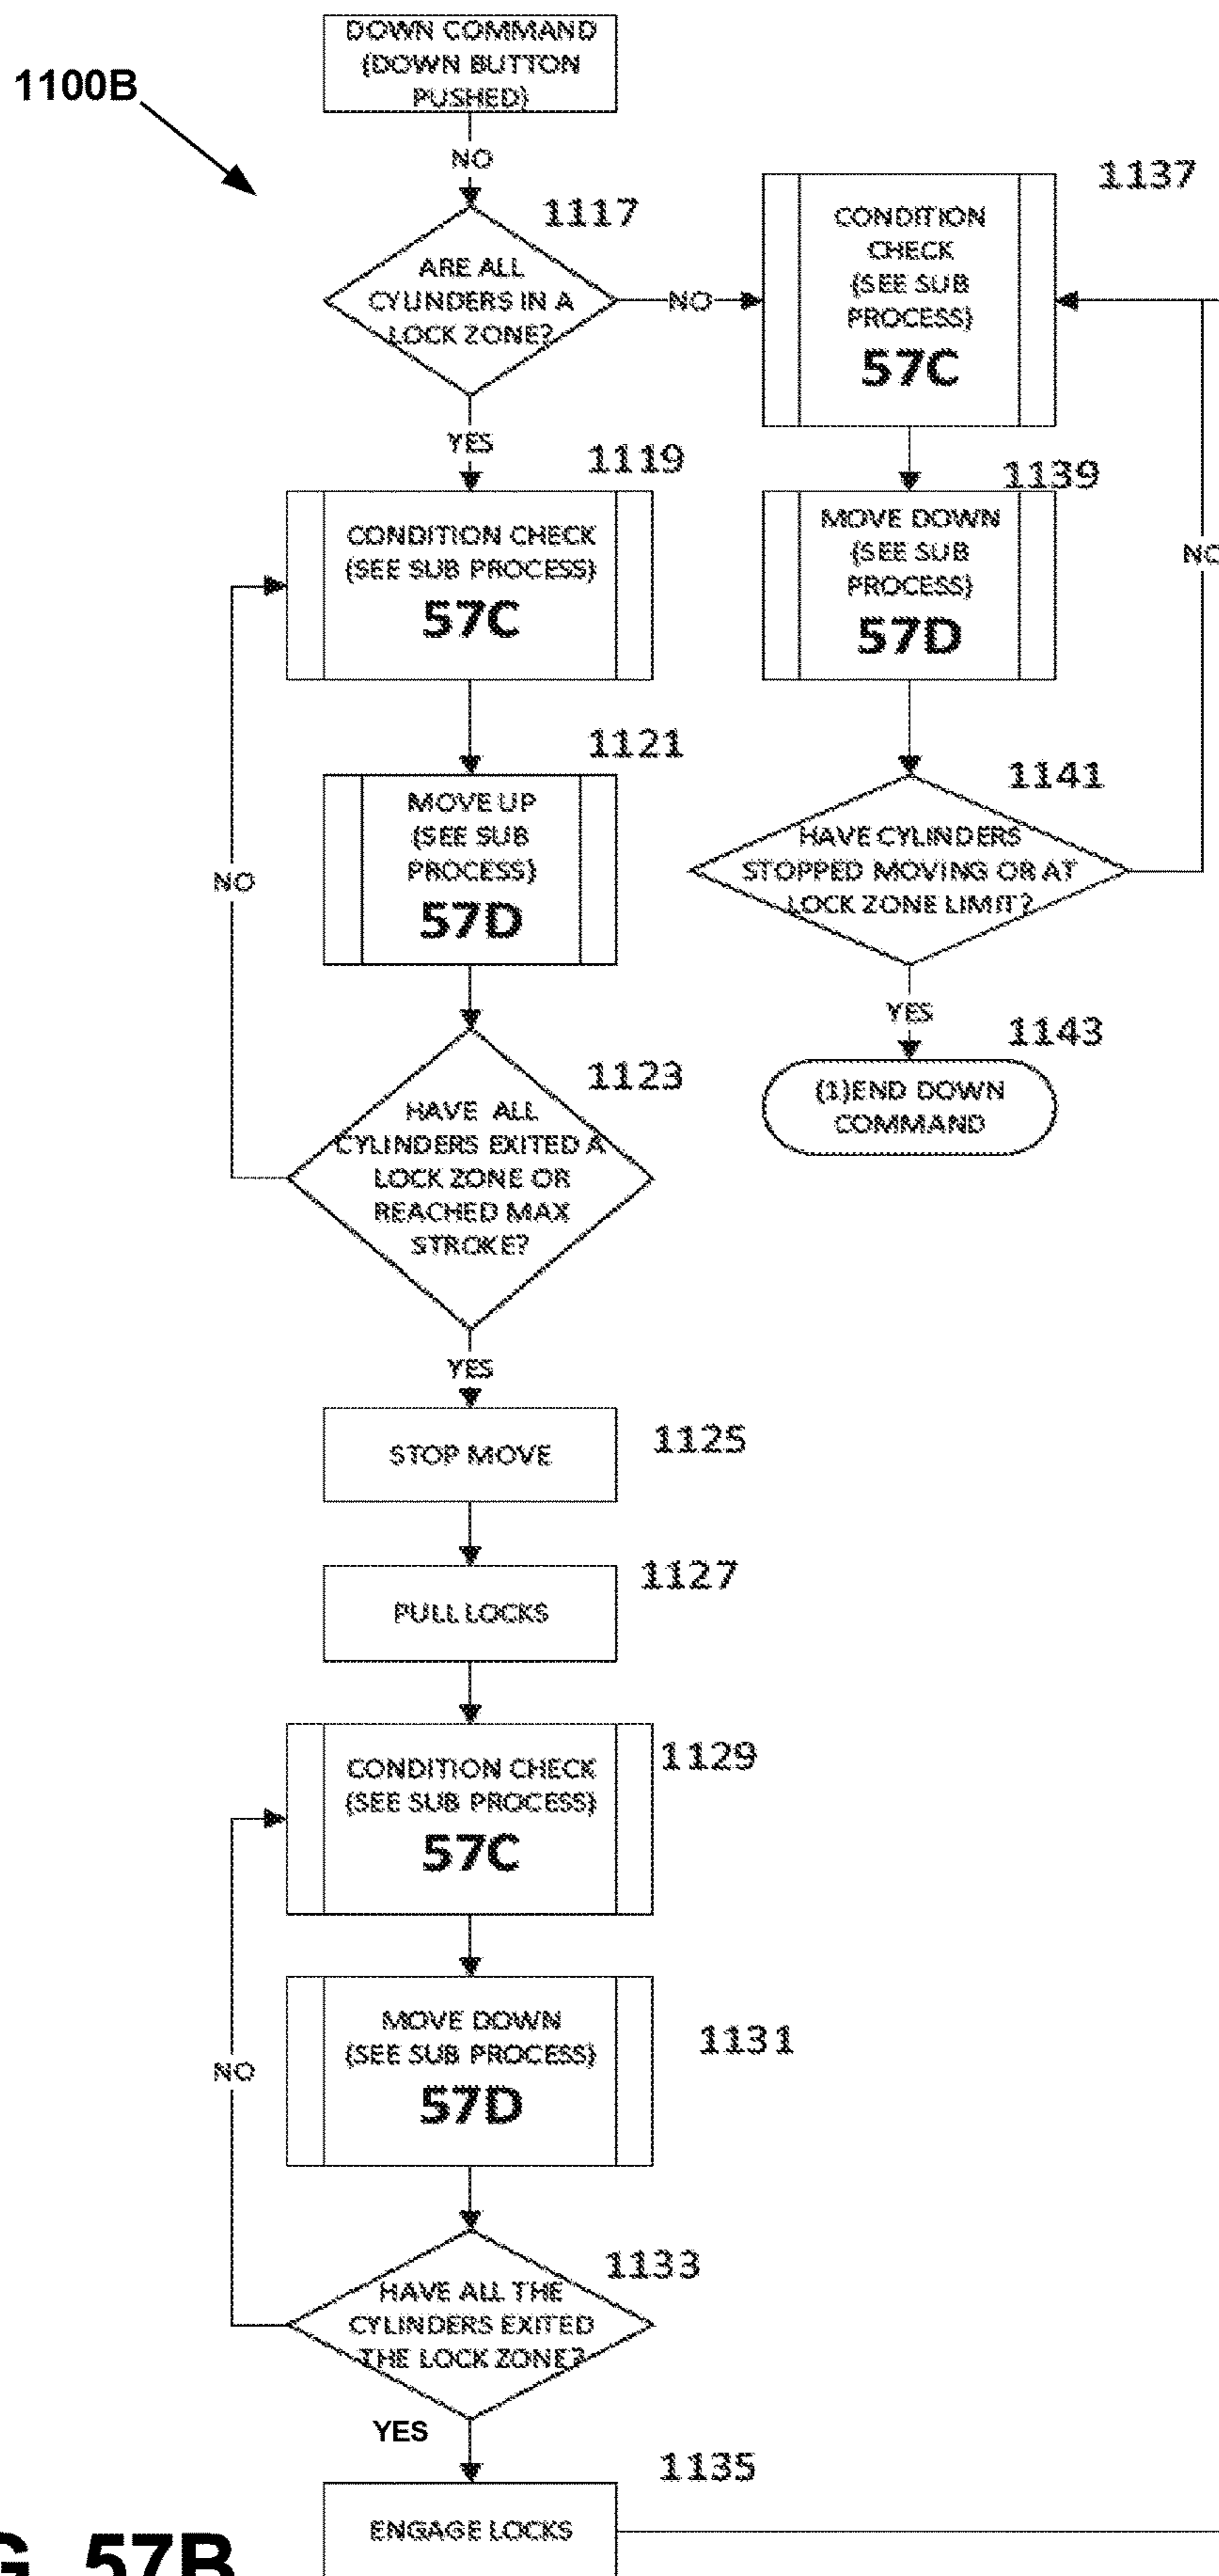 DOWN COMMAND
(DOWN BUTTON
PUSHED)
1100B
NO
1117
ARE ALL
CYLINDERS IN A
LOCK ZONE?
NO
1137
CONDITION
CHECK
(SEE SUB
PROCESS)
57C
YES
1119
CONDITION CHECK
(SEE SUB PROCESS)
57C
1139
MOVE DOWN
(SEE SUB
PROCESS)
57D
NO
1121
MOVE UP
(SEE SUB
PROCESS)
57D
NO
1141
HAVE CYLINDERS
STOPPED MOVING OR AT
LOCK ZONE LIMIT?
YES
1143
(1)END DOWN
COMMAND
1123
HAVE ALL
CYLINDERS EXITED A
LOCK ZONE OR
REACHED MAX
STROKE?
YES
STOP MOVE
1125
PULL LOCKS
1127
CONDITION CHECK
(SEE SUB PROCESS)
57C
1129
MOVE DOWN
(SEE SUB PROCESS)
57D
1131
NO
1133
HAVE ALL THE
CYLINDERS EXITED
THE LOCK ZONE?
YES
1135
ENGAGE LOCKS
G. 57B